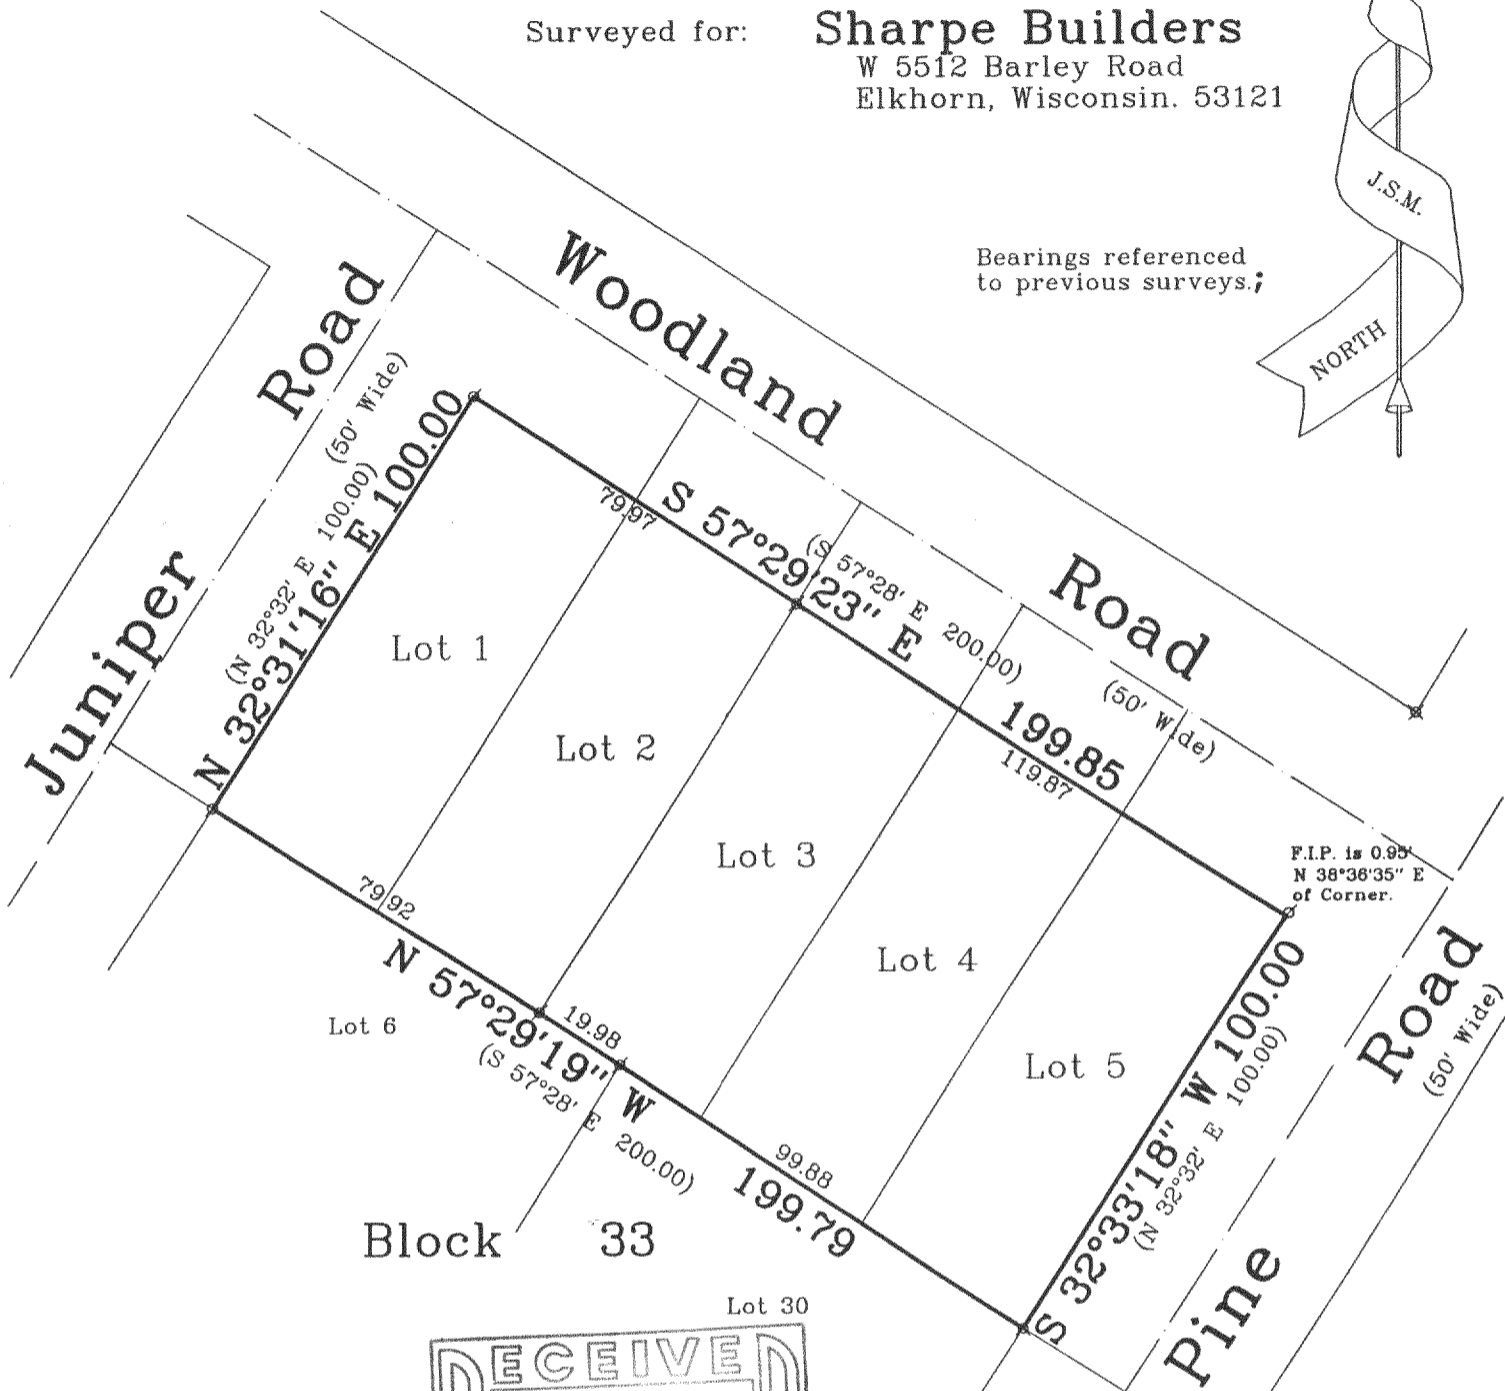 Surveyed for: Sharpe Builders
W 5512 Barley Road
Elkhorn, Wisconsin. 53121
J.S.M.
NORTH
Bearings referenced
to previous surveys.;
Woodland Road
(50' Wide)
Juniper Road
(50' Wide)
N 32°31'16" E 100.00
(N 32°32' E 100.00)
79.97
S 57°29'23" E 199.85
(S 57°28' E 200.00)
119.87
Lot 1
Lot 2
Lot 3
Lot 4
Lot 5
F.I.P. is 0.95'
N 38°36'35" E
of Corner.
S 32°33'18" W 100.00
(N 32°32' E 100.00)
Pine Road
(50' Wide)
79.92
N 57°29'19" W 199.79
(S 57°28' E 200.00)
19.98
99.88
Lot 6
Block 33
Lot 30
DECEIVED